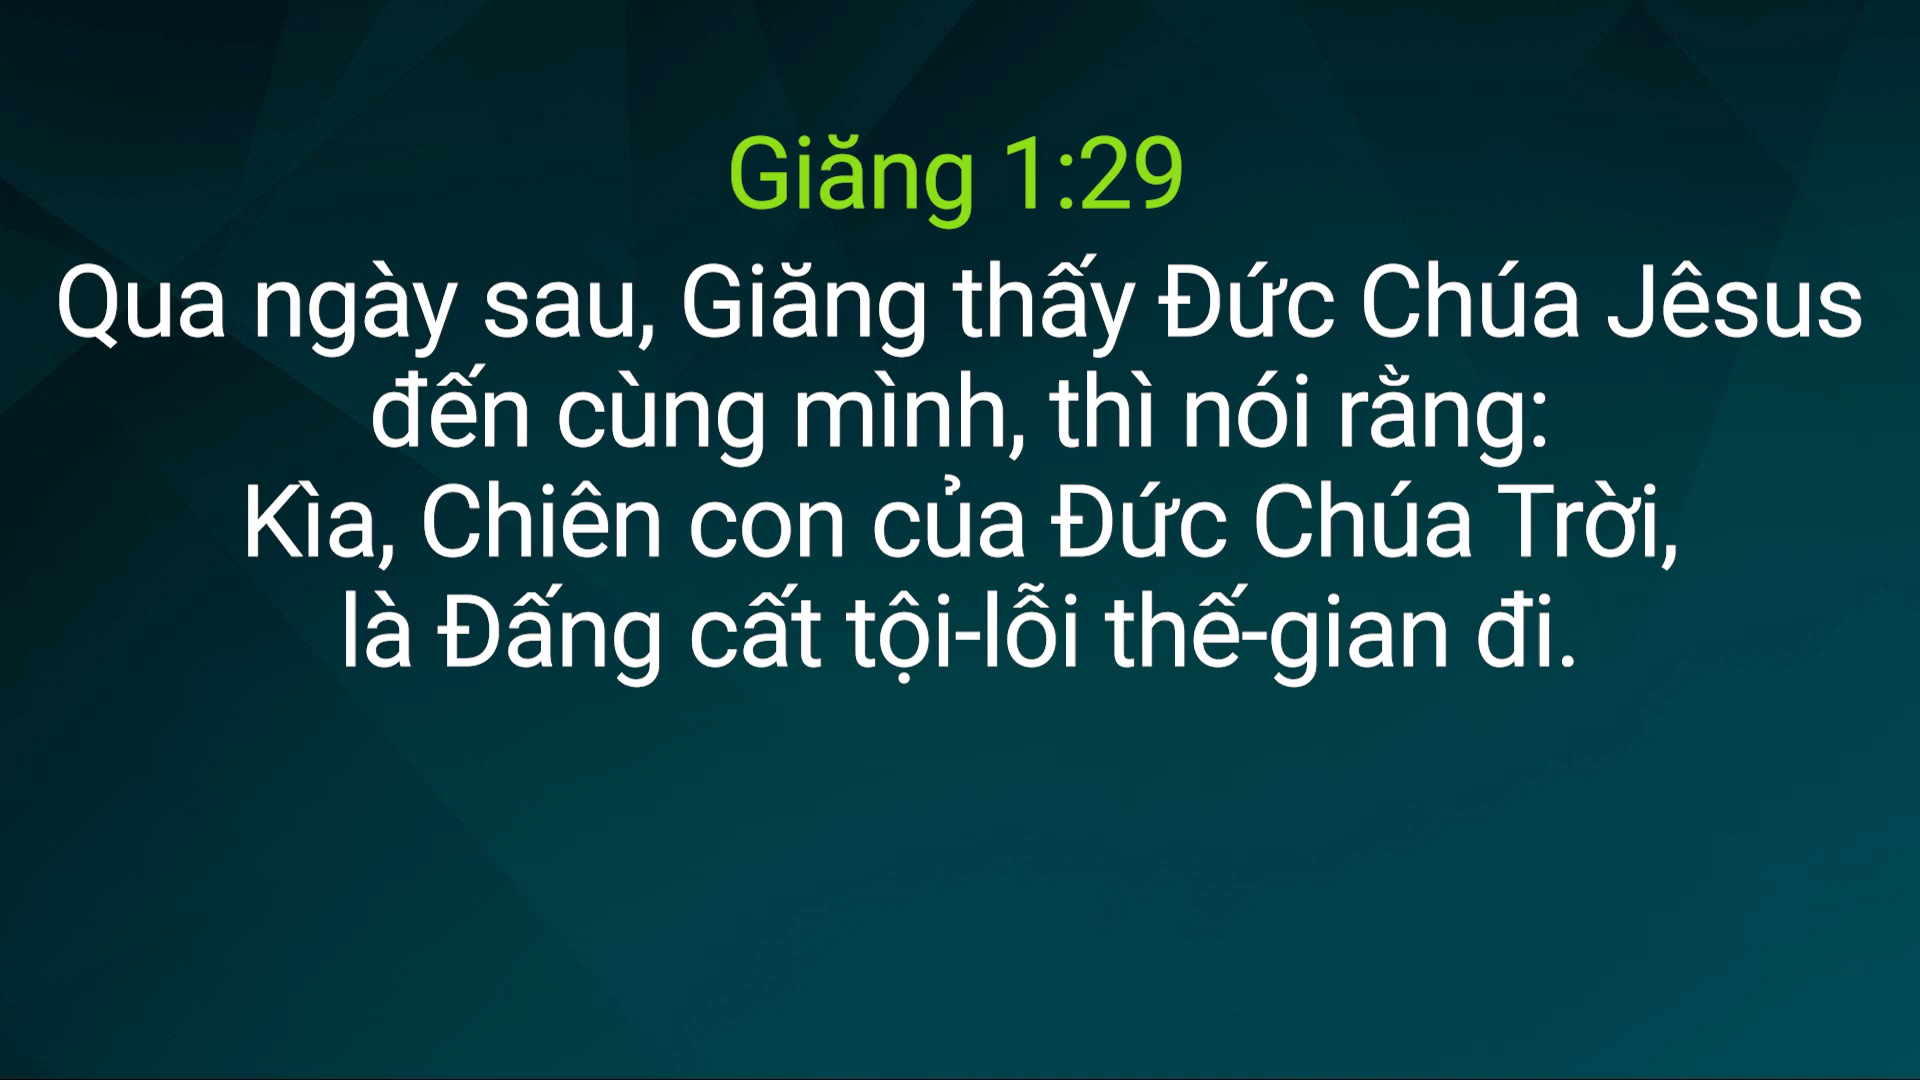 Giăng 1:29
Qua ngày sau, Giăng thấy Đức Chúa Jêsus
đến cùng mình, thì nói rằng:
Kìa, Chiên con của Đức Chúa Trời,
là Đấng cất tội-lỗi thế-gian đi.